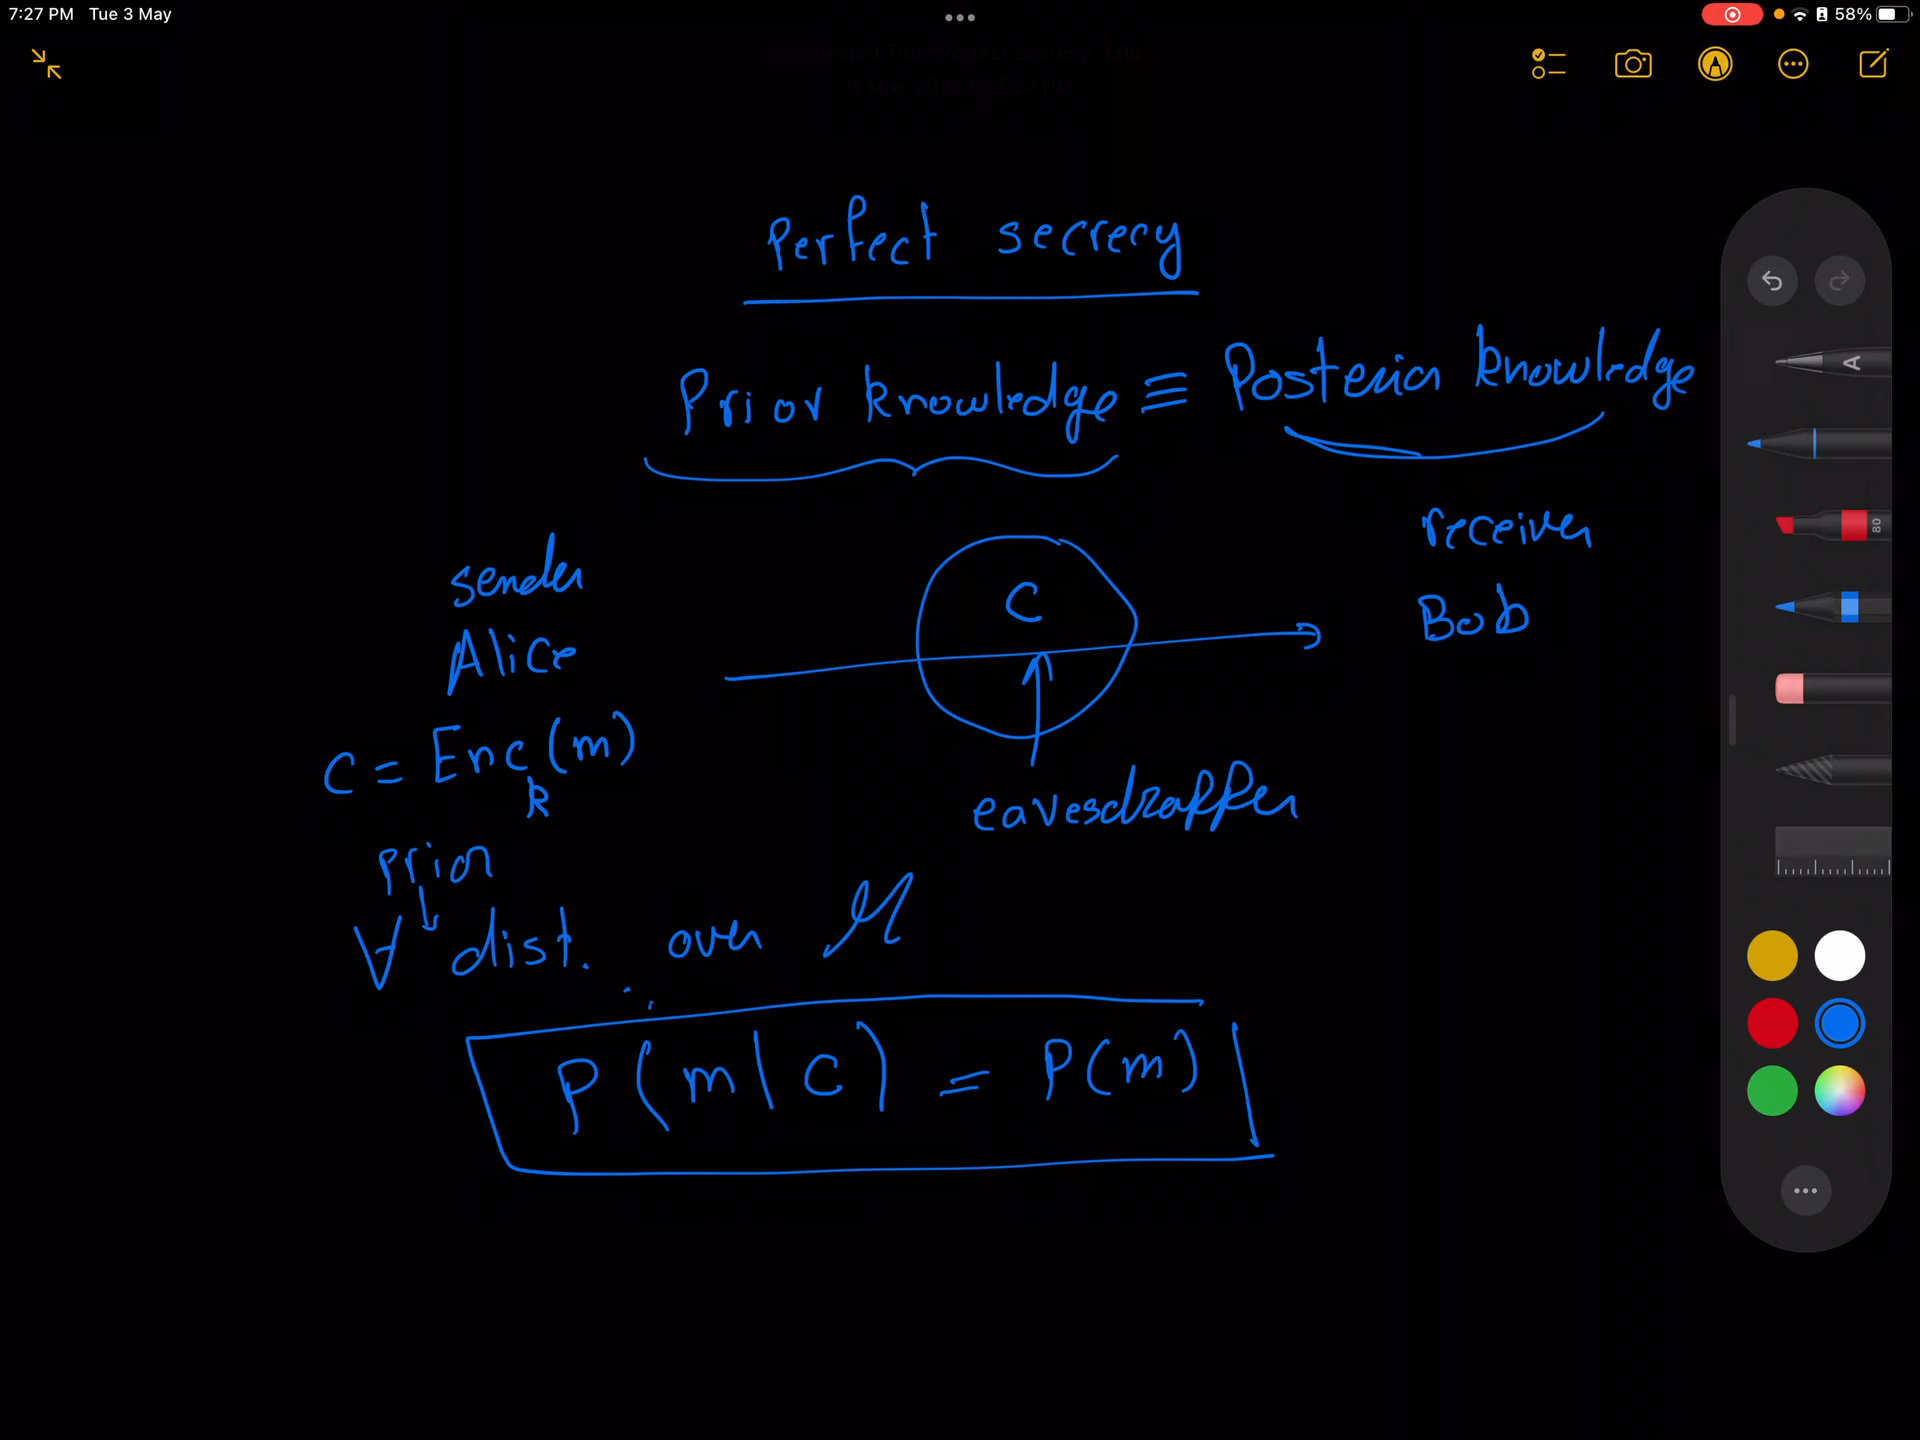 7:27 PM Tue 3 May
58%
Perfect secrecy
Prior knowledge ≡ Posterior knowledge
sender
receiver
Alice
C
Bob
C = Enc_k(m)
eavesdropper
prior
∀ dist. over M
P(m|C) = P(m)
A
80